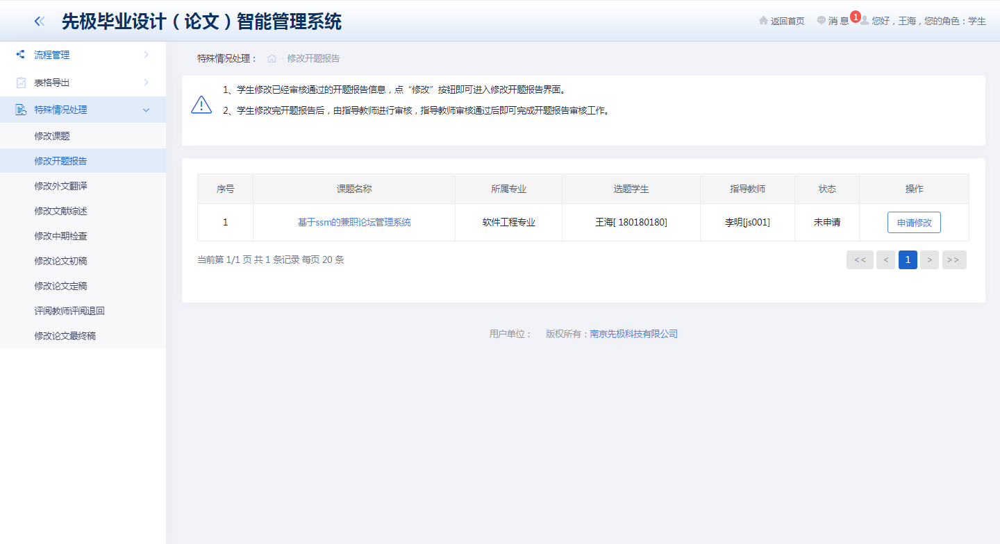 先极毕业设计（论文）智能管理系统
返回首页 消 息 1 您好，王海，您的角色：学生
流程管理
表格导出
特殊情况处理
修改课题
修改开题报告
修改外文翻译
修改文献综述
修改中期检查
修改论文初稿
修改论文定稿
评阅教师评阅退回
修改论文最终稿
特殊情况处理： 修改开题报告
1、学生修改已经审核通过的开题报告信息，点“修改”按钮即可进入修改开题报告界面。
2、学生修改完开题报告后，由指导教师进行审核，指导教师审核通过后即可完成开题报告审核工作。
序号 课题名称 所属专业 选题学生 指导教师 状态 操作
1 基于ssm的兼职论坛管理系统 软件工程专业 王海[ 180180180] 李明[js001] 未申请 申请修改
当前第 1/1 页 共 1 条记录 每页 20 条 << < 1 > >>
用户单位： 版权所有：南京先极科技有限公司